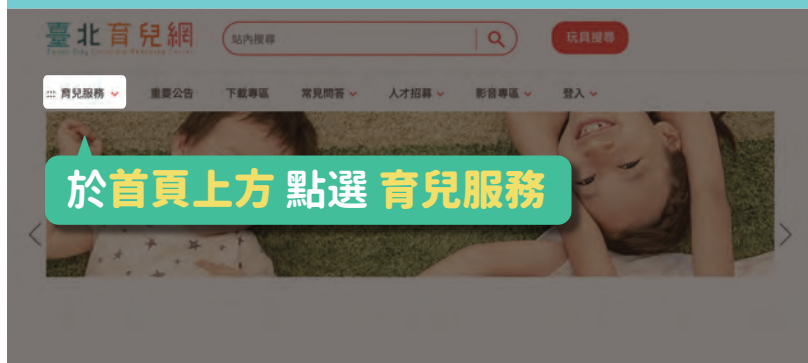 臺北育兒網
站內搜尋
玩具搜尋
::: 育兒服務 重要公告 下載專區 常見問答 人才招募 影音專區 登入
於首頁上方 點選 育兒服務